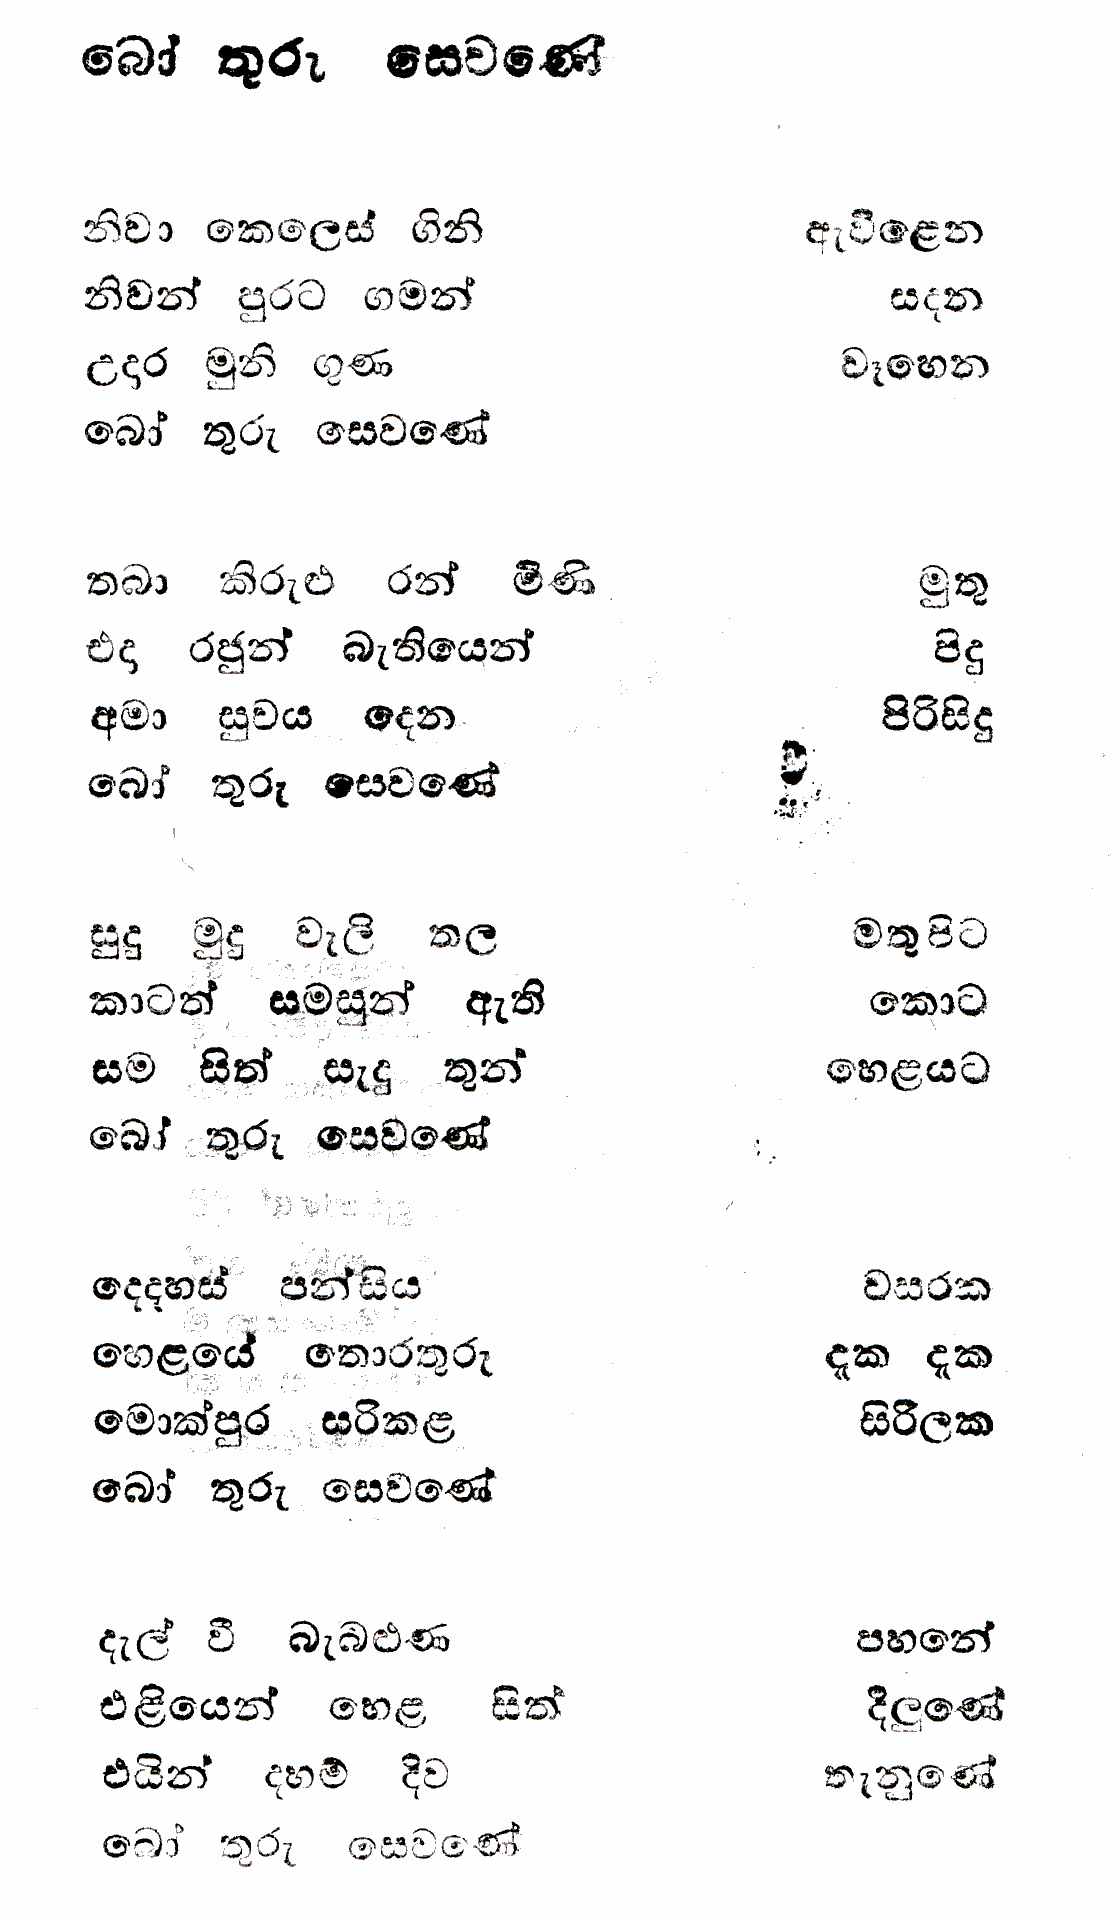 බෝ තුරු සෙවණේ
නිවා කෙලෙස් ගිනි ඇවිළෙන
නිවන් පුරට ගමන් සදන
උදාර මුනි ගුණ වෑහෙන
බෝ තුරු සෙවණේ
තබා කිරුළු රන් මිණි මුතු
එදා රජුන් බැතියෙන් පිදු
අමා සුවය දෙන පිරිසිදු
බෝ තුරු සෙවණේ
සුදු මුදු වැලි තල මතුපිට
කාටත් සමසුන් ඇති කොට
සම සිත් සැදු තුන් හෙළයට
බෝ තුරු සෙවණේ
දෙදහස් පන්සිය වසරක
හෙළයේ තොරතුරු දැක දැක
මොක්පුර සරිකළ සිරිලක
බෝ තුරු සෙවණේ
දැල් වී බැබළුණ පහනේ
එළියෙන් හෙළ සිත් දිලුණේ
එයින් දහම් දිව තැනුණේ
බෝ තුරු සෙවණේ